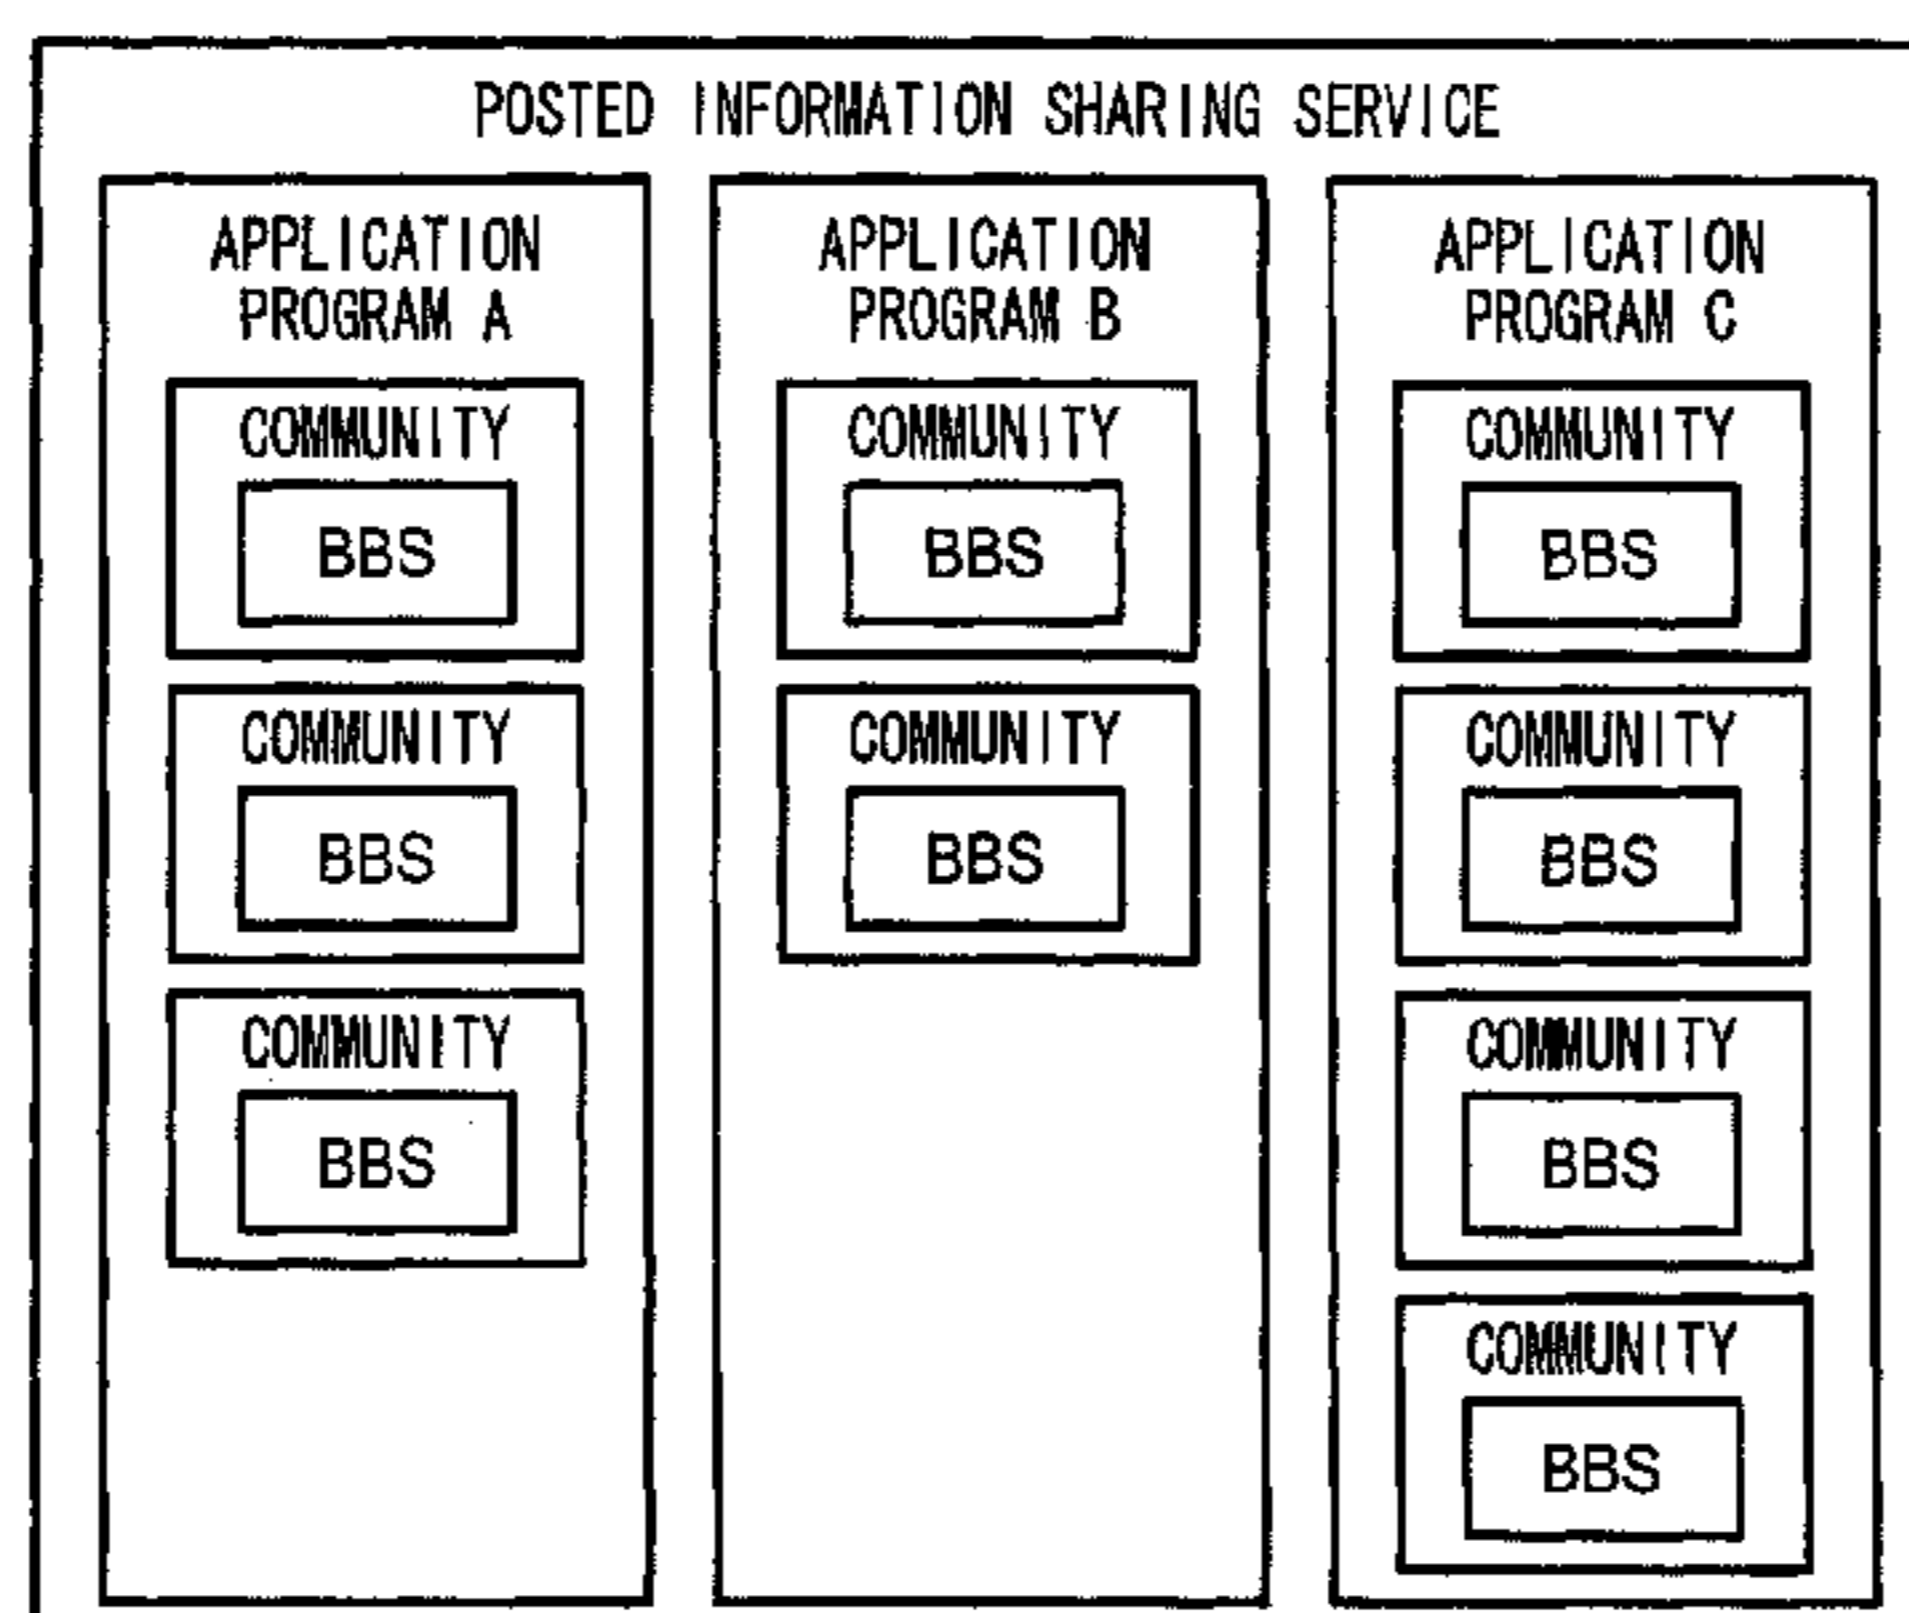 POSTED INFORMATION SHARING SERVICE
APPLICATION
PROGRAM A
COMMUNITY
BBS
COMMUNITY
BBS
COMMUNITY
BBS
APPLICATION
PROGRAM B
COMMUNITY
BBS
COMMUNITY
BBS
APPLICATION
PROGRAM C
COMMUNITY
BBS
COMMUNITY
BBS
COMMUNITY
BBS
COMMUNITY
BBS